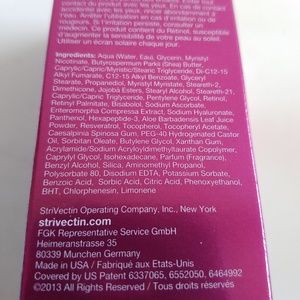 contact du produit avec les yeux. En cas de
contact avec les yeux, rincer abondamment à
l'eau. Arrêter l'utilisation en cas d'irritation ou de
rougeurs. Si l'irritation persiste, consulter un
médecin. Ce produit contient du Rétinol, susceptible
d'augmenter la sensibilité de votre peau au soleil.
Utiliser un écran solaire chaque jour.
Ingredients: Aqua (Water, Eau), Glycerin, Myristyl
Nicotinate, Butyrospermum Parkii (Shea) Butter,
Caprylic/Capric/Myristic/Stearic Triglyceride, Di-C12-15
Alkyl Fumarate, C12-15 Alkyl Benzoate, Glyceryl
Stearate, Propanediol, Myristyl Myristate, Steareth-2,
Dimethicone, Jojoba Esters, Stearyl Alcohol, Steareth-21,
Caprylic/Capric Triglyceride, Pentylene Glycol, Retinol,
Retinyl Palmitate, Bisabolol, Sodium Ascorbate,
Enteromorpha Compressa Extract, Sodium Hyaluronate,
Panthenol, Hexapeptide-3, Aloe Barbadensis Leaf Juice
Powder, Resveratrol, Tocopherol, Tocopheryl Acetate,
Caesalpinia Spinosa Gum, PEG-40 Hydrogenated Castor
Oil, Sorbitan Oleate, Butylene Glycol, Xanthan Gum,
Acrylamide/Sodium Acryloyldimethyltaurate Copolymer,
Caprylyl Glycol, Isohexadecane, Parfum (Fragrance),
Benzyl Alcohol, Silica, Aminomethyl Propanol,
Polysorbate 80, Disodium EDTA, Potassium Sorbate,
Benzoic Acid, Sorbic Acid, Citric Acid, Phenoxyethanol,
BHT, Chlorphenesin, Limonene
StriVectin Operating Company, Inc., New York
strivectin.com
FGK Representative Service GmbH
Heimeranstrasse 35
80339 Munchen Germany
Made in USA / Fabriqué aux Etats-Unis
Covered by US Patents 6337065, 6552050, 6464992
©2013 All Rights Reserved